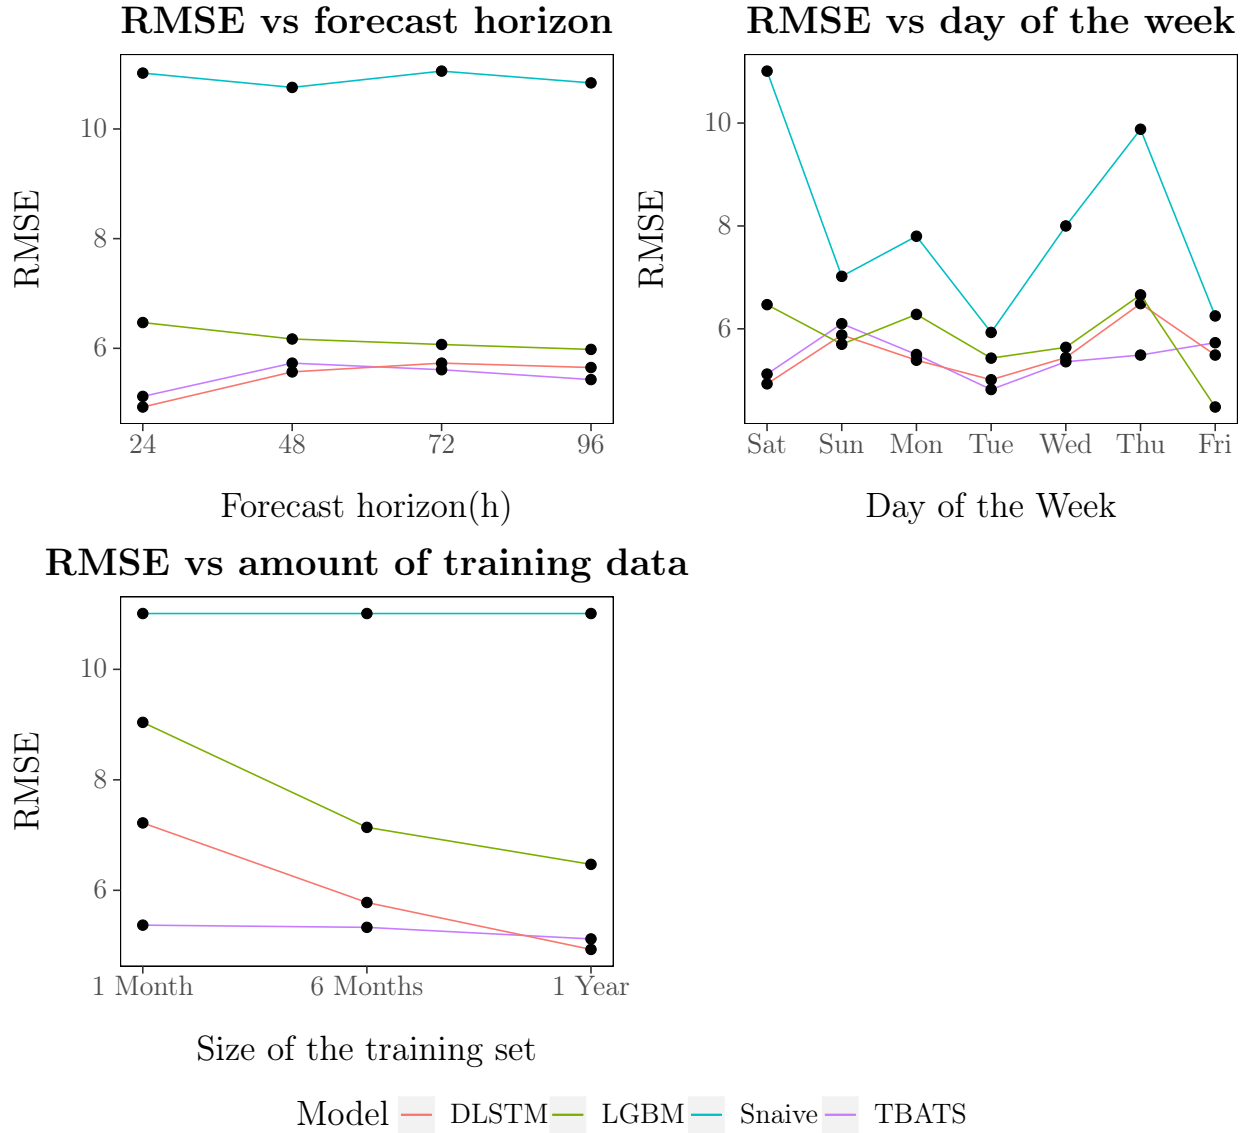 RMSE vs forecast horizon
RMSE
10
8
6
24 48 72 96
Forecast horizon(h)
RMSE vs day of the week
RMSE
10
8
6
Sat Sun Mon Tue Wed Thu Fri
Day of the Week
RMSE vs amount of training data
RMSE
10
8
6
1 Month 6 Months 1 Year
Size of the training set
Model DLSTM LGBM Snaive TBATS